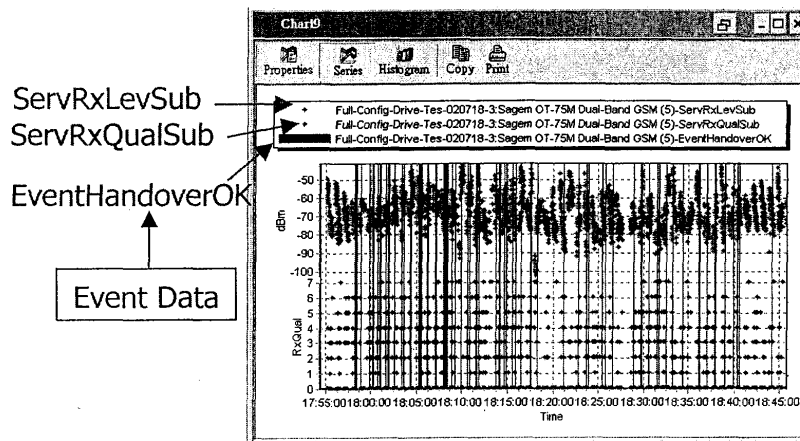 Chart9
Properties Series Histogram Copy Print
ServRxLevSub
ServRxQualSub
EventHandoverOK
Event Data
Full-Config-Drive-Tes-020718-3:Sagem OT-75M Dual-Band GSM (5)-ServRxLevSub
Full-Config-Drive-Tes-020718-3:Sagem OT-75M Dual-Band GSM (5)-ServRxQualSub
Full-Config-Drive-Tes-020718-3:Sagem OT-75M Dual-Band GSM (5)-EventHandoverOK
dBm
-50
-60
-70
-80
-90
-100
RxQual
7
6
5
4
3
2
1
0
17:55:00 18:00:00 18:05:00 18:10:00 18:15:00 18:20:00 18:25:00 18:30:00 18:35:00 18:40:00 18:45:00
Time